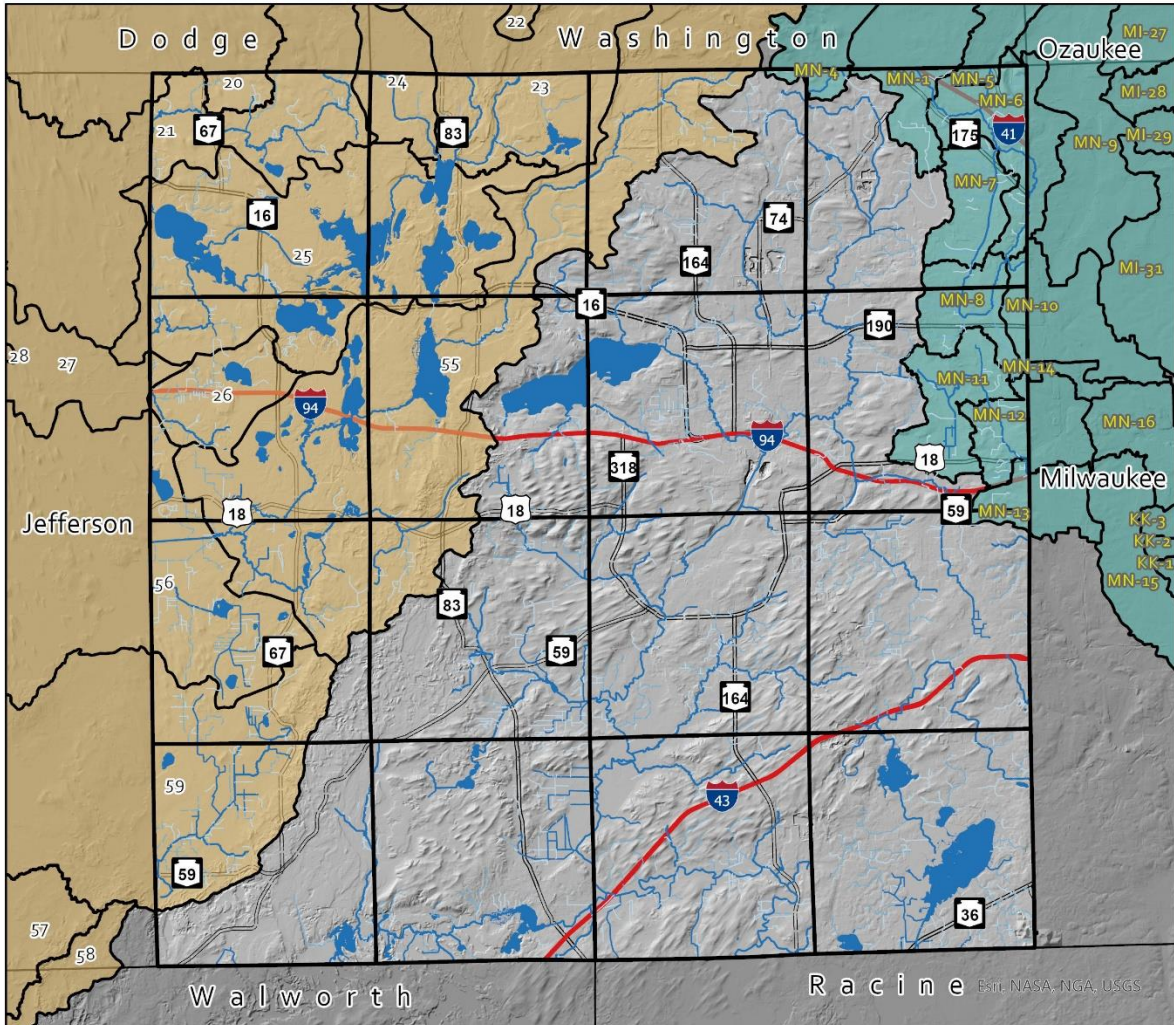 22
Dodge
Washington
MI-27
Ozaukee
20
24
23
MN-4
MN-1
MN-5
MI-28
MN-6
21
67
83
175
41
MN-9
MI-29
MN-7
16
74
25
164
MI-31
16
MN-8
MN-10
190
28
27
55
26
MN-14
94
MN-11
MN-12
MN-16
94
318
18
Milwaukee
18
18
59
MN-13
Jefferson
KK-3
KK-2
KK-1
56
MN-15
83
67
59
164
59
43
59
36
57
58
Walworth
Racine
Esri, NASA, NGA, USGS